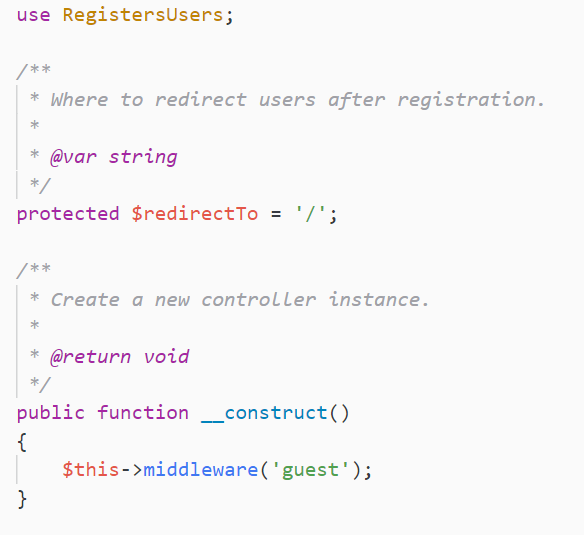 use RegistersUsers;
/**
* Where to redirect users after registration.
*
* @var string
*/
protected $redirectTo = '/';
/**
* Create a new controller instance.
*
* @return void
*/
public function __construct()
{
$this->middleware('guest');
}